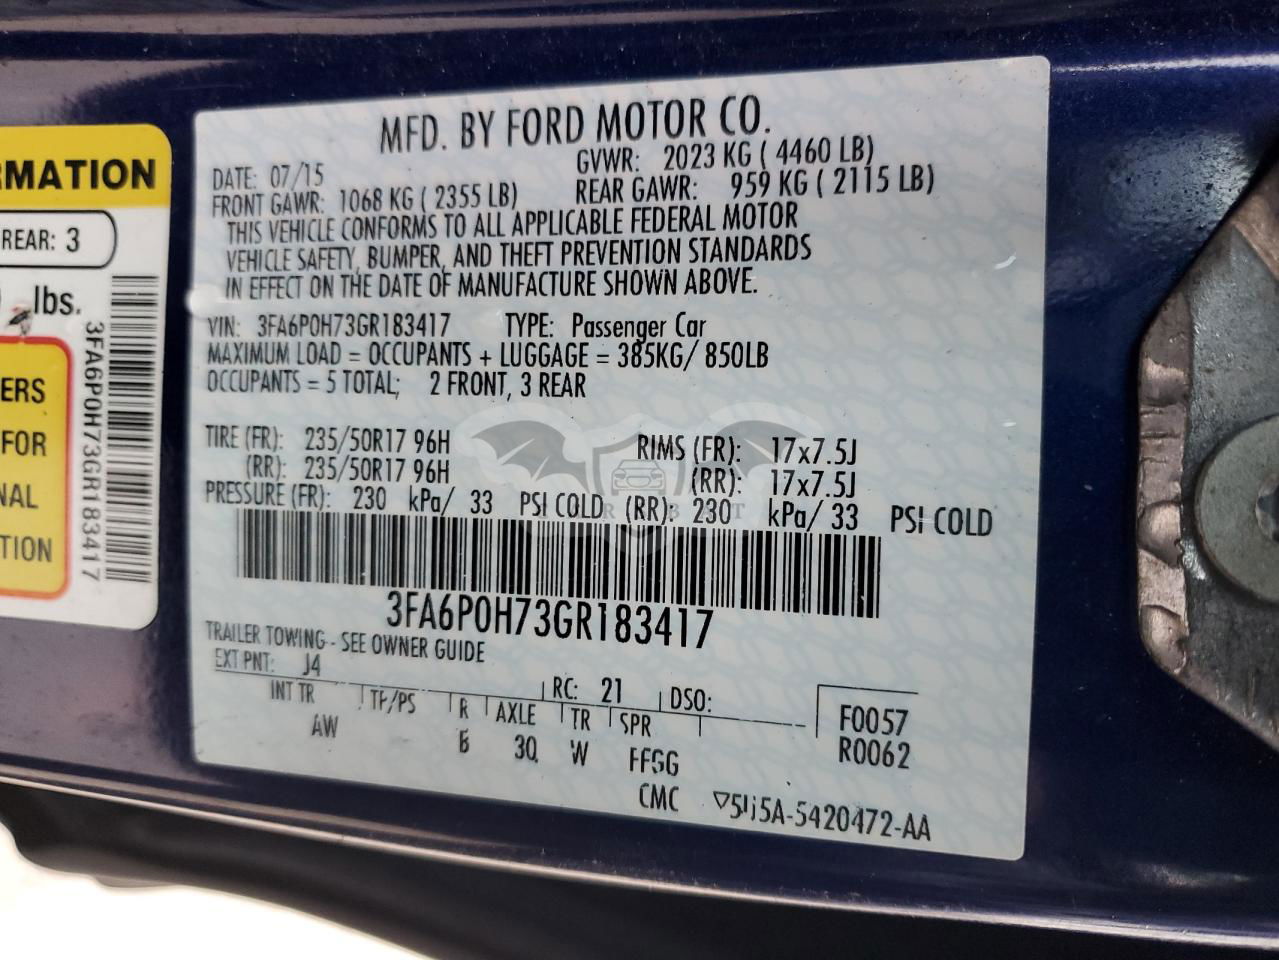 RMATION
REAR: 3
lbs.
ERS
FOR
NAL
TION
3FA6P0H73GR183417
MFD. BY FORD MOTOR CO.
DATE: 07/15 GVWR: 2023 KG ( 4460 LB)
FRONT GAWR: 1068 KG ( 2355 LB) REAR GAWR: 959 KG ( 2115 LB)
THIS VEHICLE CONFORMS TO ALL APPLICABLE FEDERAL MOTOR
VEHICLE SAFETY, BUMPER, AND THEFT PREVENTION STANDARDS
IN EFFECT ON THE DATE OF MANUFACTURE SHOWN ABOVE.
VIN: 3FA6P0H73GR183417 TYPE: Passenger Car
MAXIMUM LOAD = OCCUPANTS + LUGGAGE = 385KG/ 850LB
OCCUPANTS = 5 TOTAL; 2 FRONT, 3 REAR
TIRE (FR): 235/50R17 96H RIMS (FR): 17x7.5J
(RR): 235/50R17 96H (RR): 17x7.5J
PRESSURE (FR): 230 kPa/ 33 PSI COLD (RR): 230 kPa/ 33 PSI COLD
3FA6P0H73GR183417
TRAILER TOWING - SEE OWNER GUIDE
EXT PNT: J4 RC: 21 DSO:
INT TR TP/PS R AXLE TR SPR F0057
AW 30 W R0062
CMC